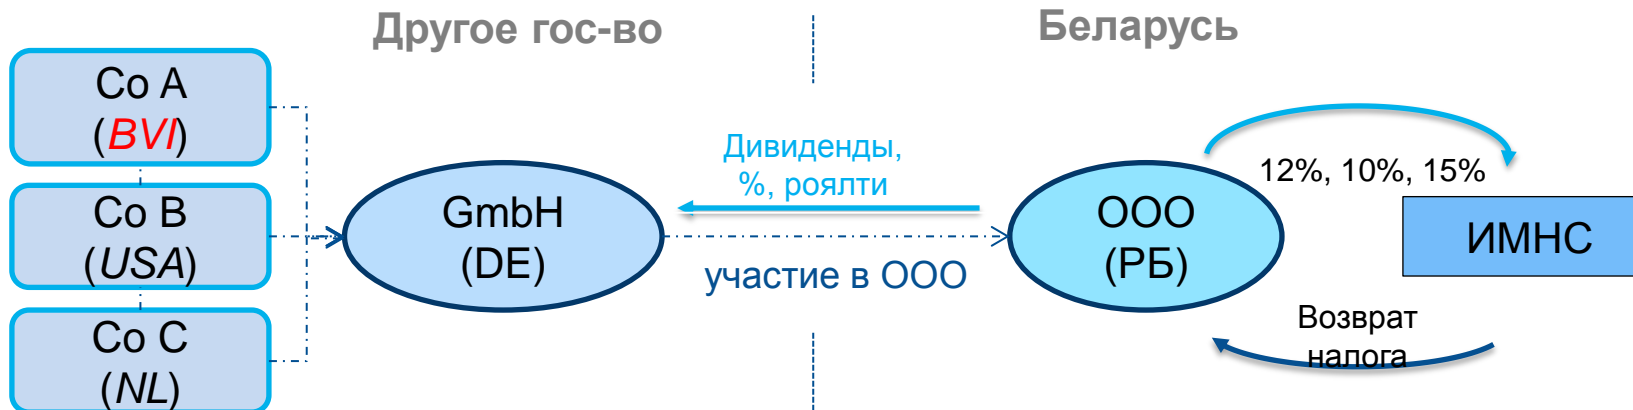 Другое гос-во
Беларусь
Co A
(BVI)
Co B
(USA)
Co C
(NL)
GmbH
(DE)
Дивиденды,
%, роялти
участие в ООО
ООО
(РБ)
12%, 10%, 15%
ИМНС
Возврат
налога